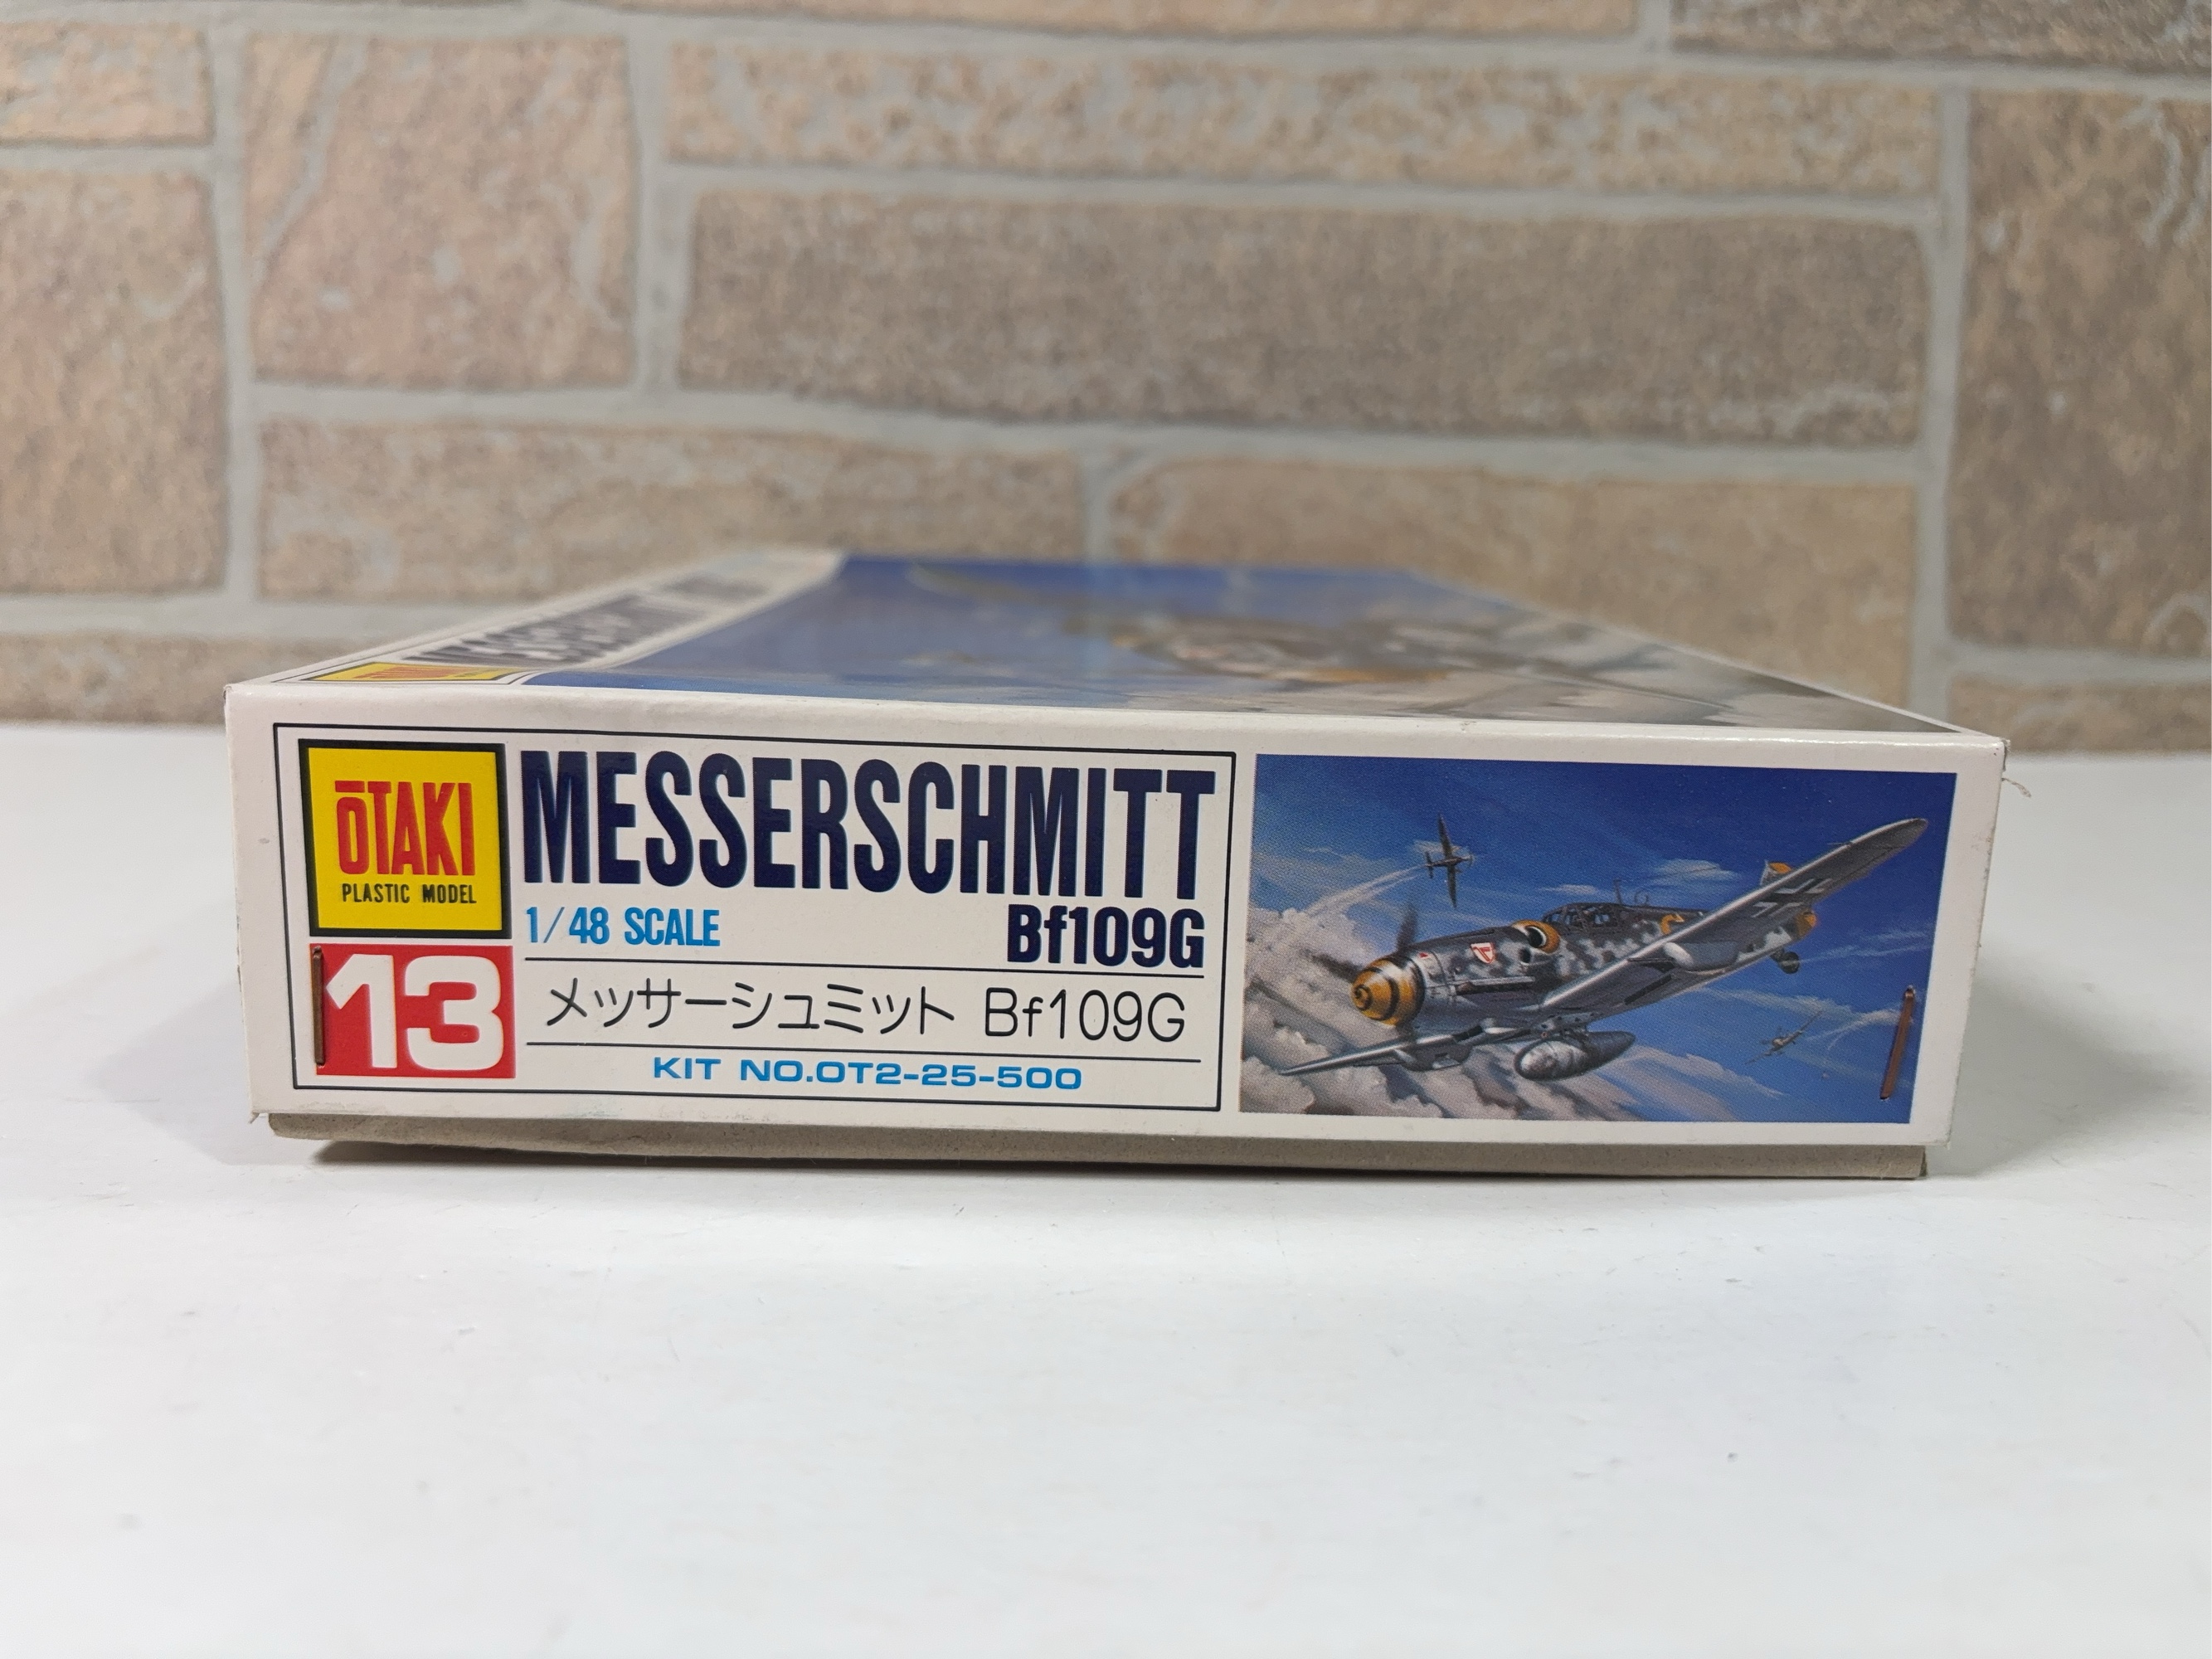 ŌTAKI
PLASTIC MODEL
13
MESSERSCHMITT
1/48 SCALE
Bf109G
メッサーシュミット Bf109G
KIT NO.OT2-25-500